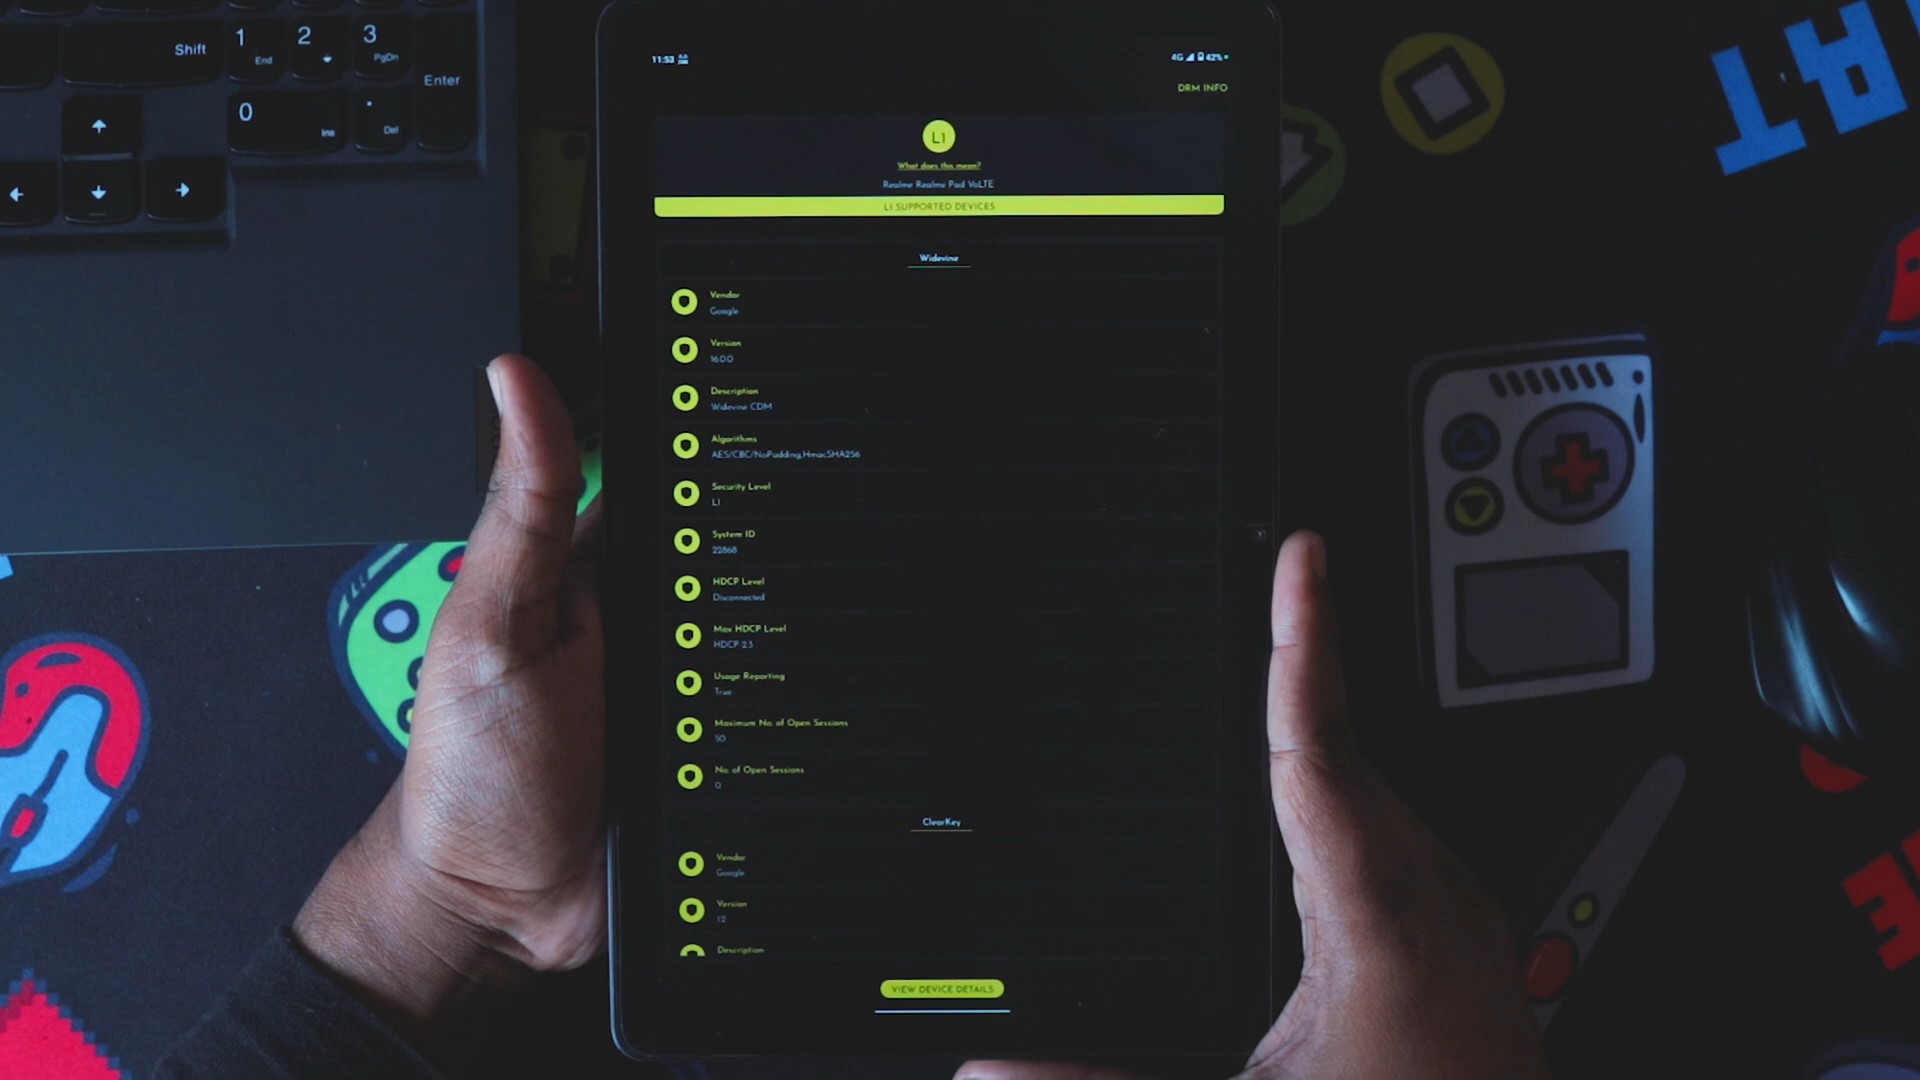 Shift
1
End
2
3
PgDn
Enter
0
Ins
.
Del
11:53
4G 42%
DRM INFO
L1
What does this mean?
Realme Realme Pad VoLTE
L1 SUPPORTED DEVICES
Widevine
Vendor
Google
Version
16.0.0
Description
Widevine CDM
Algorithms
AES/CBC/NoPadding,HmacSHA256
Security Level
L1
System ID
22868
HDCP Level
Disconnected
Max HDCP Level
HDCP-2.3
Usage Reporting
True
Maximum No. of Open Sessions
50
No. of Open Sessions
0
ClearKey
Vendor
Google
Version
1.2
Description
VIEW DEVICE DETAILS